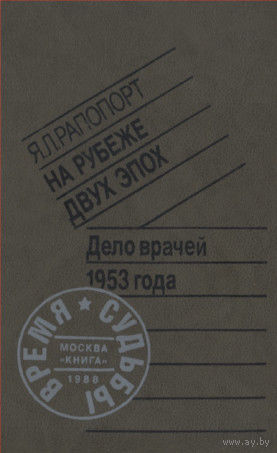 Я.Л.РАПОПОРТ
НА РУБЕЖЕ
ДВУХ ЭПОХ
Дело врачей
1953 года
ВРЕМЯ ★ СУДЬБЫ
МОСКВА
«КНИГА»
1988
www.ay.by